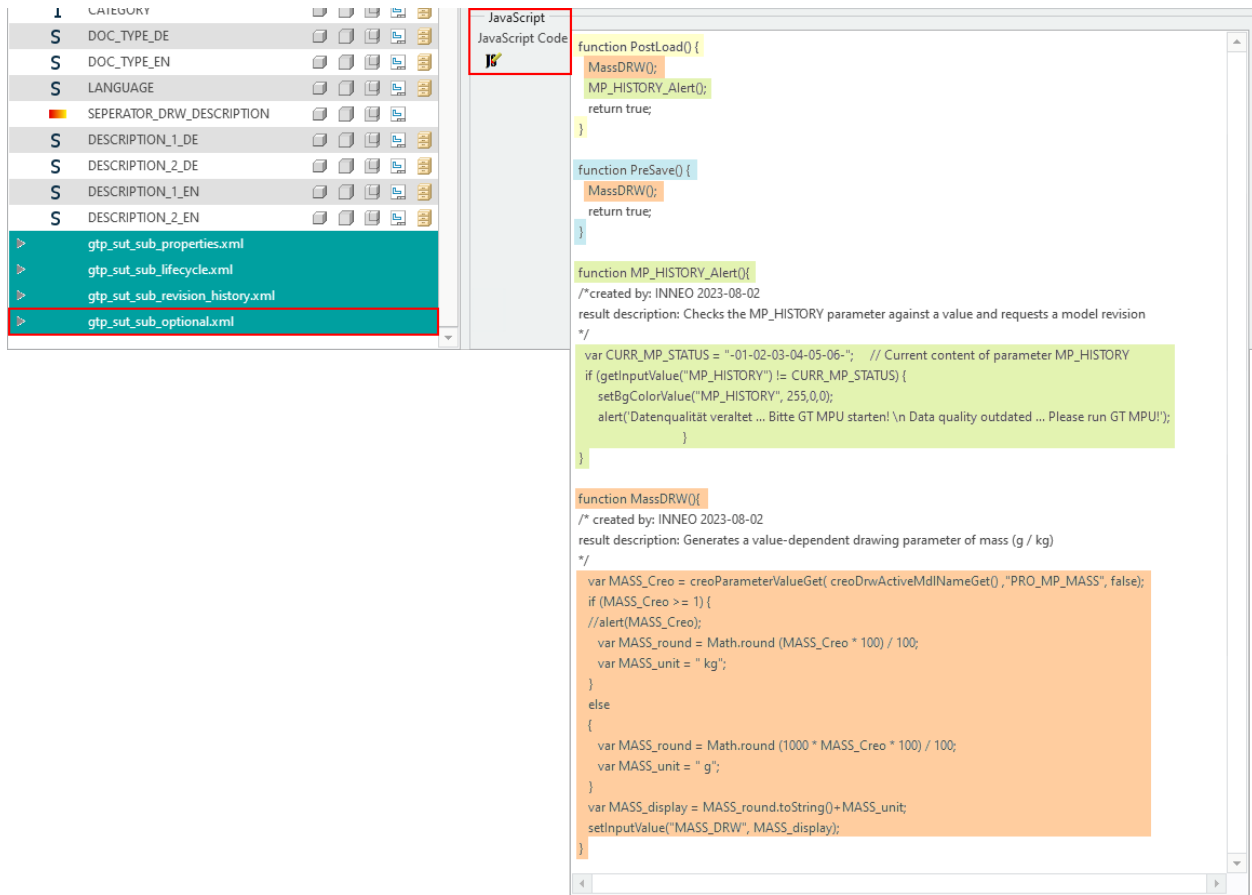 CATEGORY
DOC_TYPE_DE
DOC_TYPE_EN
LANGUAGE
SEPERATOR_DRW_DESCRIPTION
DESCRIPTION_1_DE
DESCRIPTION_2_DE
DESCRIPTION_1_EN
DESCRIPTION_2_EN
gtp_sut_sub_properties.xml
gtp_sut_sub_lifecycle.xml
gtp_sut_sub_revision_history.xml
gtp_sut_sub_optional.xml
JavaScript
JavaScript Code
function PostLoad() {
MassDRW();
MP_HISTORY_Alert();
return true;
}
function PreSave() {
MassDRW();
return true;
}
function MP_HISTORY_Alert(){
/*created by: INNEO 2023-08-02
result description: Checks the MP_HISTORY parameter against a value and requests a model revision
*/
var CURR_MP_STATUS = "-01-02-03-04-05-06-"; // Current content of parameter MP_HISTORY
if (getInputValue("MP_HISTORY") != CURR_MP_STATUS) {
setBgColorValue("MP_HISTORY", 255,0,0);
alert('Datenqualität veraltet ... Bitte GT MPU starten! \n Data quality outdated ... Please run GT MPU!');
}
}
function MassDRW(){
/* created by: INNEO 2023-08-02
result description: Generates a value-dependent drawing parameter of mass (g / kg)
*/
var MASS_Creo = creoParameterValueGet( creoDrwActiveMdlNameGet() ,"PRO_MP_MASS", false);
if (MASS_Creo >= 1) {
//alert(MASS_Creo);
var MASS_round = Math.round (MASS_Creo * 100) / 100;
var MASS_unit = " kg";
}
else
{
var MASS_round = Math.round (1000 * MASS_Creo * 100) / 100;
var MASS_unit = " g";
}
var MASS_display = MASS_round.toString()+MASS_unit;
setInputValue("MASS_DRW", MASS_display);
}